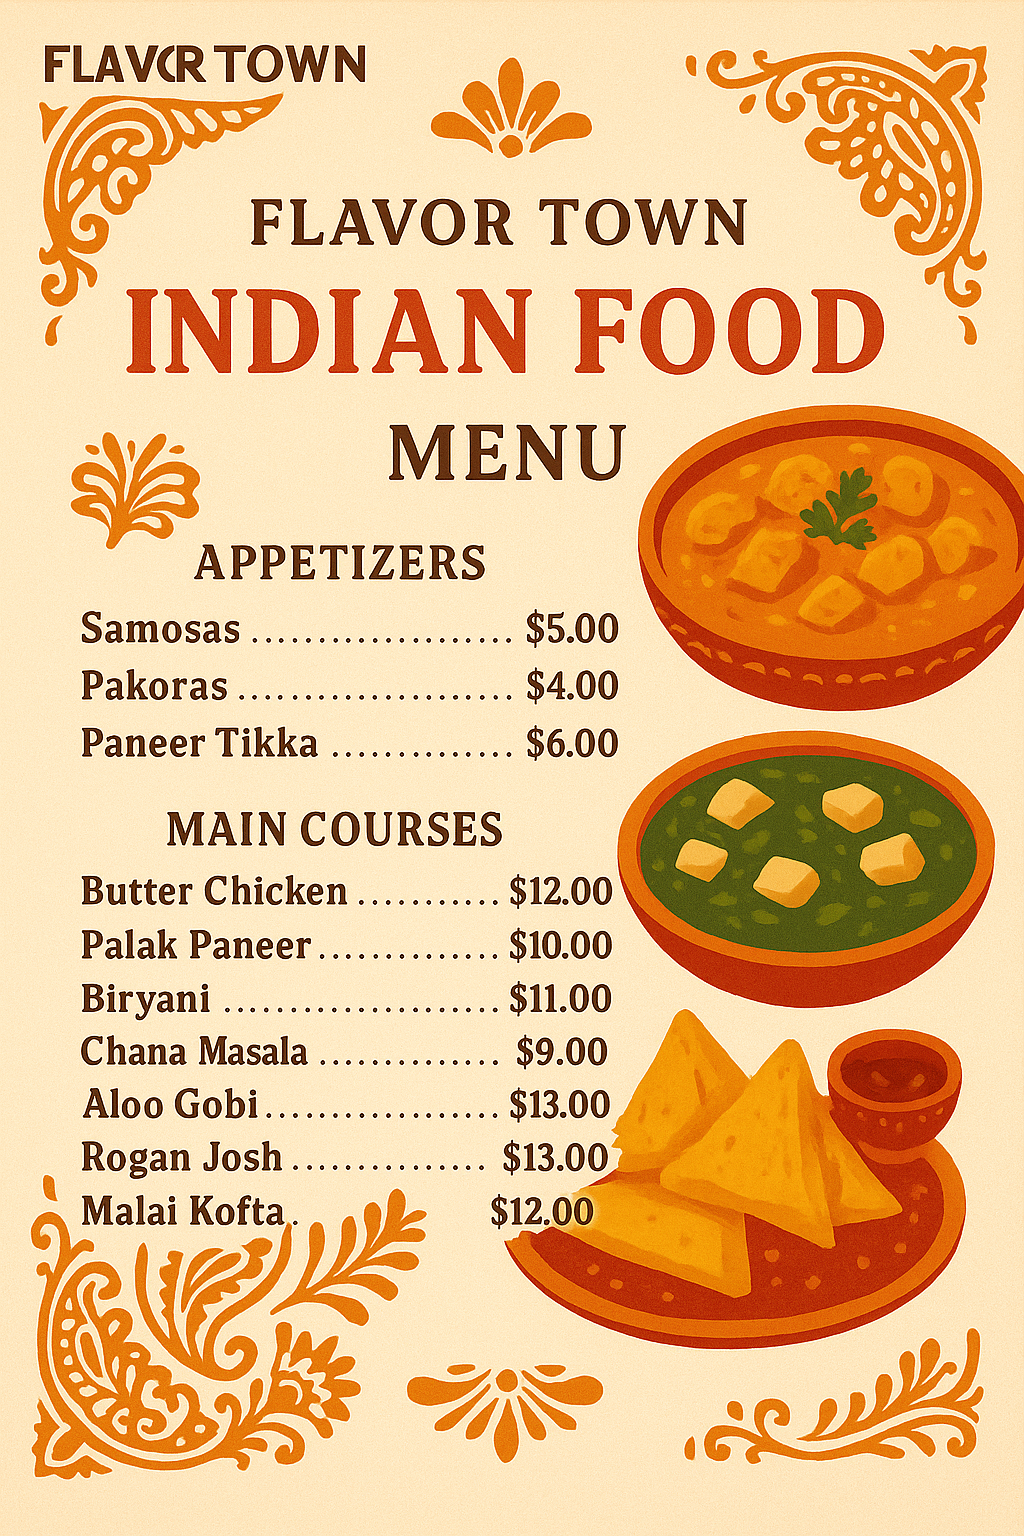 FLAVOR TOWN
FLAVOR TOWN
INDIAN FOOD
MENU
APPETIZERS
Samosas .................... $5.00
Pakoras ..................... $4.00
Paneer Tikka .............. $6.00
MAIN COURSES
Butter Chicken ........... $12.00
Palak Paneer .............. $10.00
Biryani ..................... $11.00
Chana Masala .............. $9.00
Aloo Gobi .................. $13.00
Rogan Josh ............... $13.00
Malai Kofta . $12.00